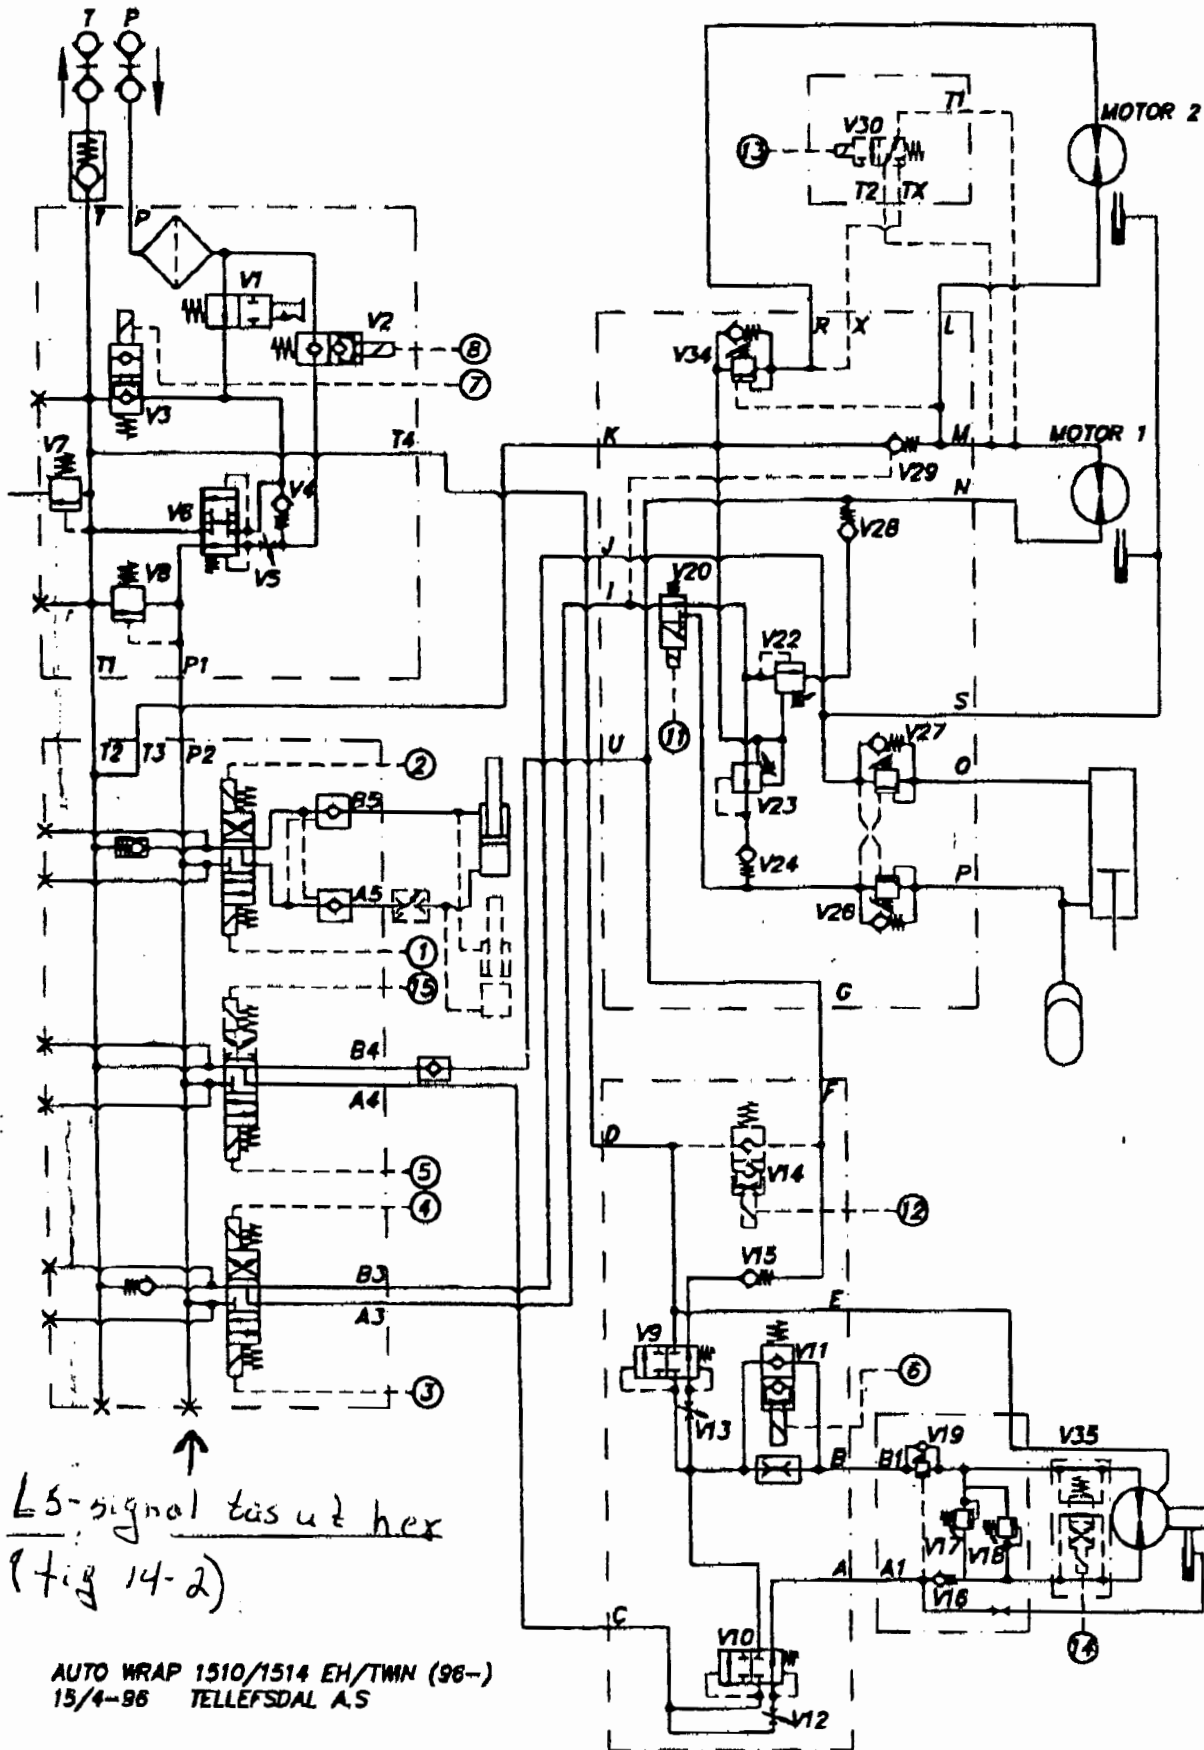 T P
MOTOR 2
T1
V30
13
T2 TX
T P
V1
V2
8
7
V3
R X L
V34
T4
K
M
MOTOR 1
V29
V7
V4
N
V6
V28
V5
J
V20
V8
I
V22
T1 P1
11
S
V27
T2 T3 P2
U
O
2
V23
B5
V24
A5
P
V26
1
15
G
B4
A4
F
D
V14
5
12
4
V15
B3
E
A3
V9
V11
6
3
V13
V19
V35
B B1
V17
V18
A A1
V16
LS-signal tas ut her
(fig 14-2)
C
V10
14
V12
AUTO WRAP 1510/1514 EH/TWIN (96-)
15/4-96 TELLEFSDAL A.S